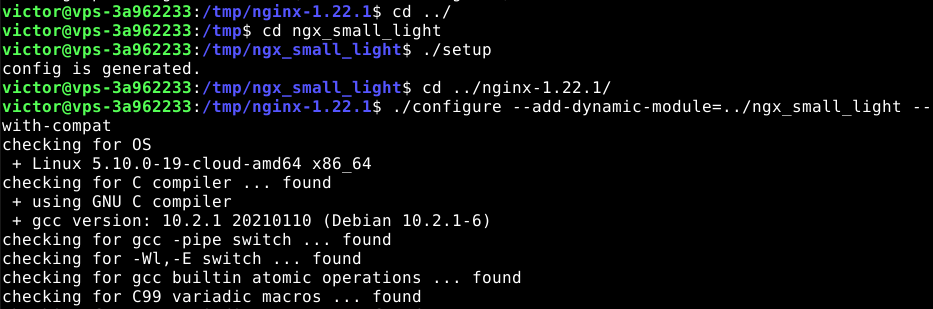 victor@vps-3a962233:/tmp/nginx-1.22.1$ cd ../
victor@vps-3a962233:/tmp$ cd ngx_small_light
victor@vps-3a962233:/tmp/ngx_small_light$ ./setup
config is generated.
victor@vps-3a962233:/tmp/ngx_small_light$ cd ../nginx-1.22.1/
victor@vps-3a962233:/tmp/nginx-1.22.1$ ./configure --add-dynamic-module=../ngx_small_light --
with-compat
checking for OS
 + Linux 5.10.0-19-cloud-amd64 x86_64
checking for C compiler ... found
 + using GNU C compiler
 + gcc version: 10.2.1 20210110 (Debian 10.2.1-6)
checking for gcc -pipe switch ... found
checking for -Wl,-E switch ... found
checking for gcc builtin atomic operations ... found
checking for C99 variadic macros ... found